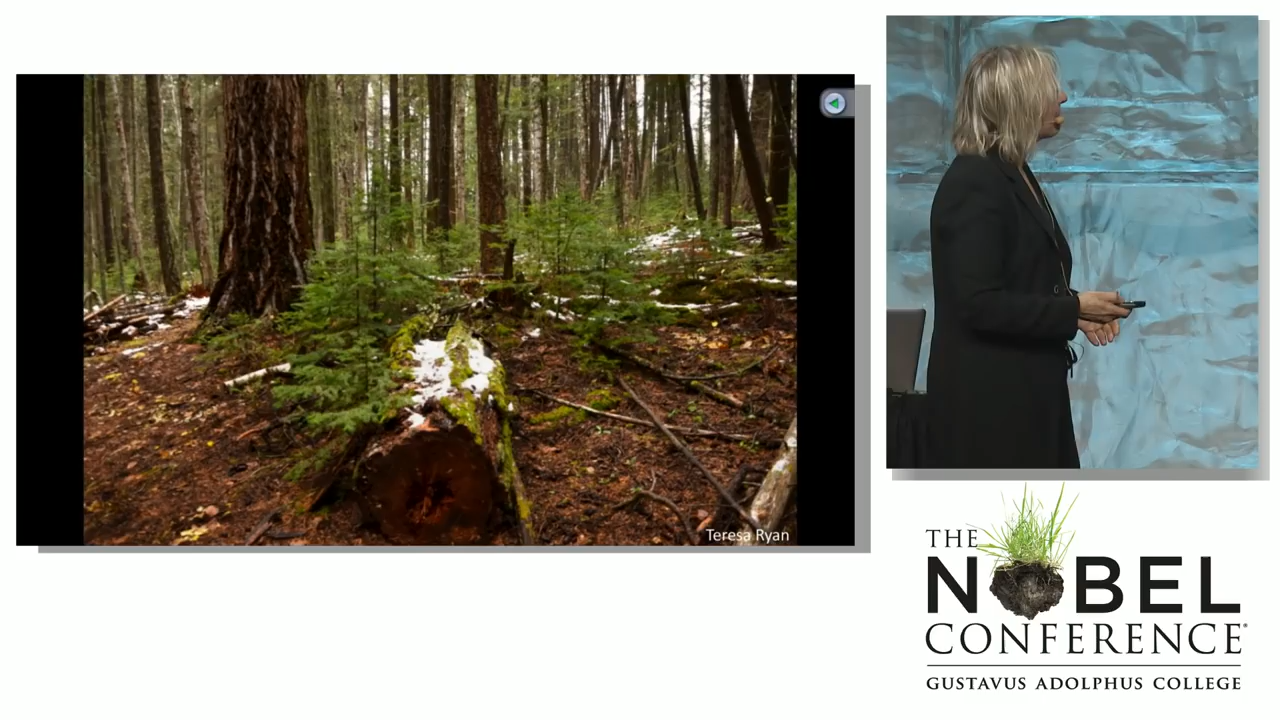 Teresa Ryan
THE
NOBEL
CONFERENCE®
GUSTAVUS ADOLPHUS COLLEGE